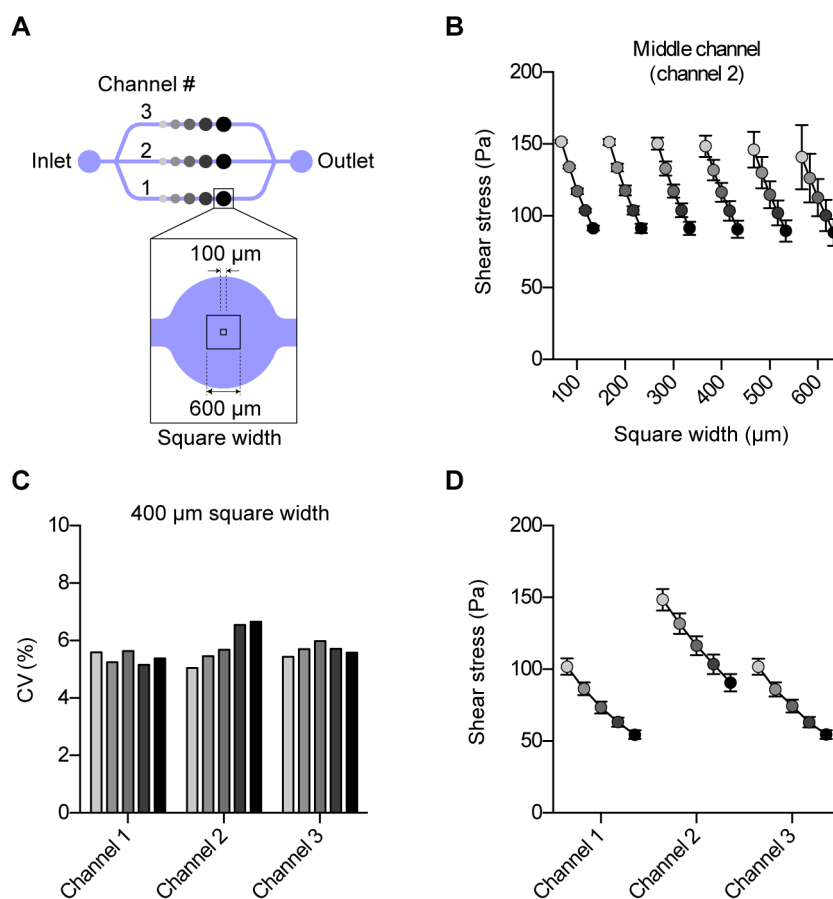 A
Channel #
3
2
1
Inlet
Outlet
100 µm
600 µm
Square width
B
Middle channel
(channel 2)
Shear stress (Pa)
200
150
100
50
0
100
200
300
400
500
600
Square width (µm)
C
400 µm square width
CV (%)
10
8
6
4
2
0
Channel 1
Channel 2
Channel 3
D
Shear stress (Pa)
200
150
100
50
0
Channel 1
Channel 2
Channel 3